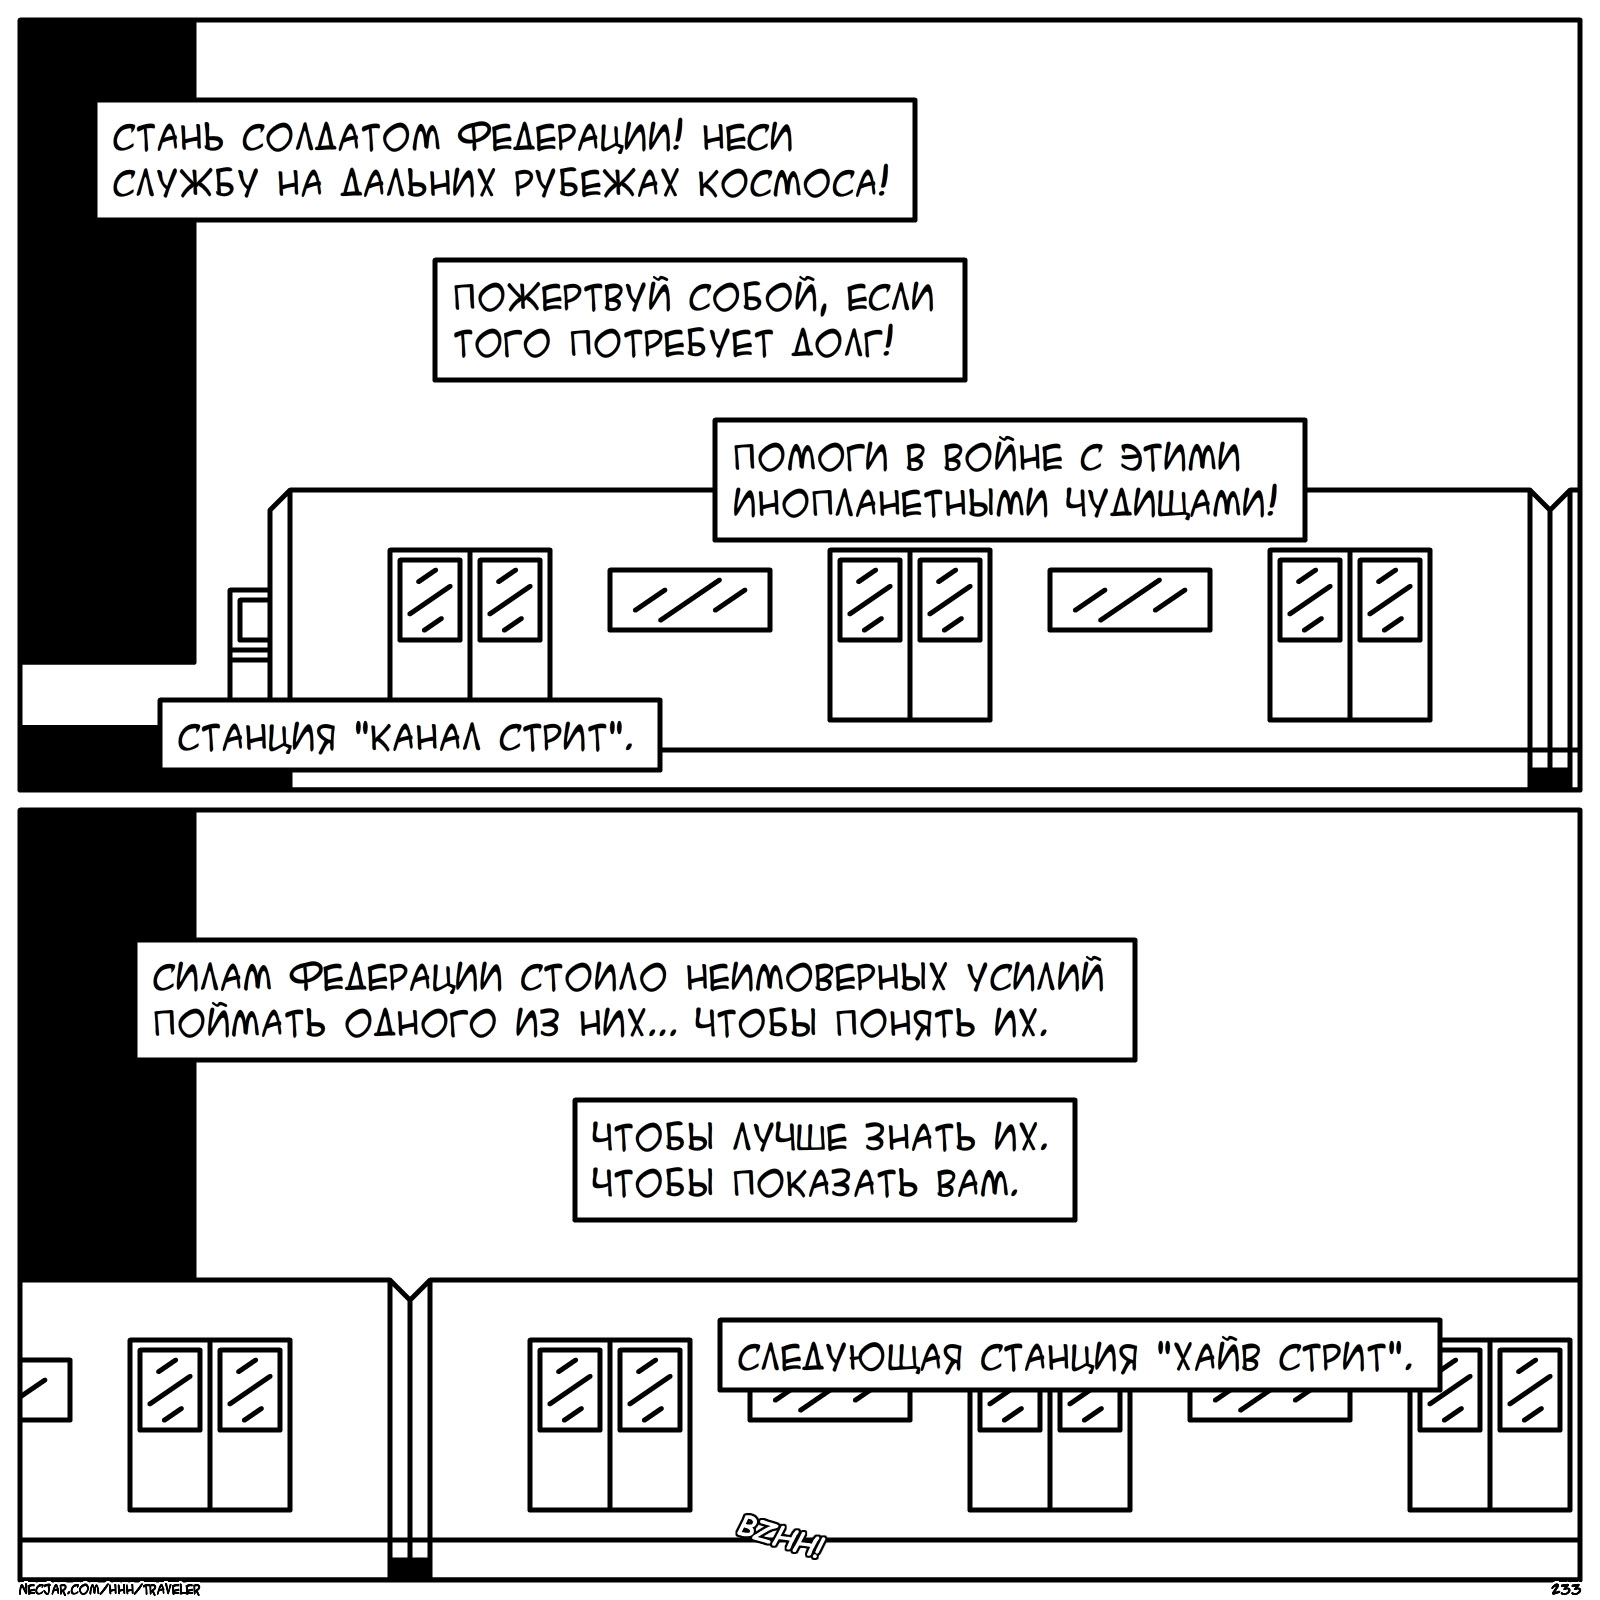 СТАНЬ СОЛДАТОМ ФЕДЕРАЦИИ! НЕСИ
СЛУЖБУ НА ДАЛЬНИХ РУБЕЖАХ КОСМОСА!
ПОЖЕРТВУЙ СОБОЙ, ЕСЛИ
ТОГО ПОТРЕБУЕТ ДОЛГ!
ПОМОГИ В ВОЙНЕ С ЭТИМИ
ИНОПЛАНЕТНЫМИ ЧУДИЩАМИ!
СТАНЦИЯ "КАНАЛ СТРИТ".
СИЛАМ ФЕДЕРАЦИИ СТОИЛО НЕИМОВЕРНЫХ УСИЛИЙ
ПОЙМАТЬ ОДНОГО ИЗ НИХ... ЧТОБЫ ПОНЯТЬ ИХ.
ЧТОБЫ ЛУЧШЕ ЗНАТЬ ИХ.
ЧТОБЫ ПОКАЗАТЬ ВАМ.
СЛЕДУЮЩАЯ СТАНЦИЯ "ХАЙВ СТРИТ".
BZHH!
NECJAR.COM/HHH/TRAVELER
233